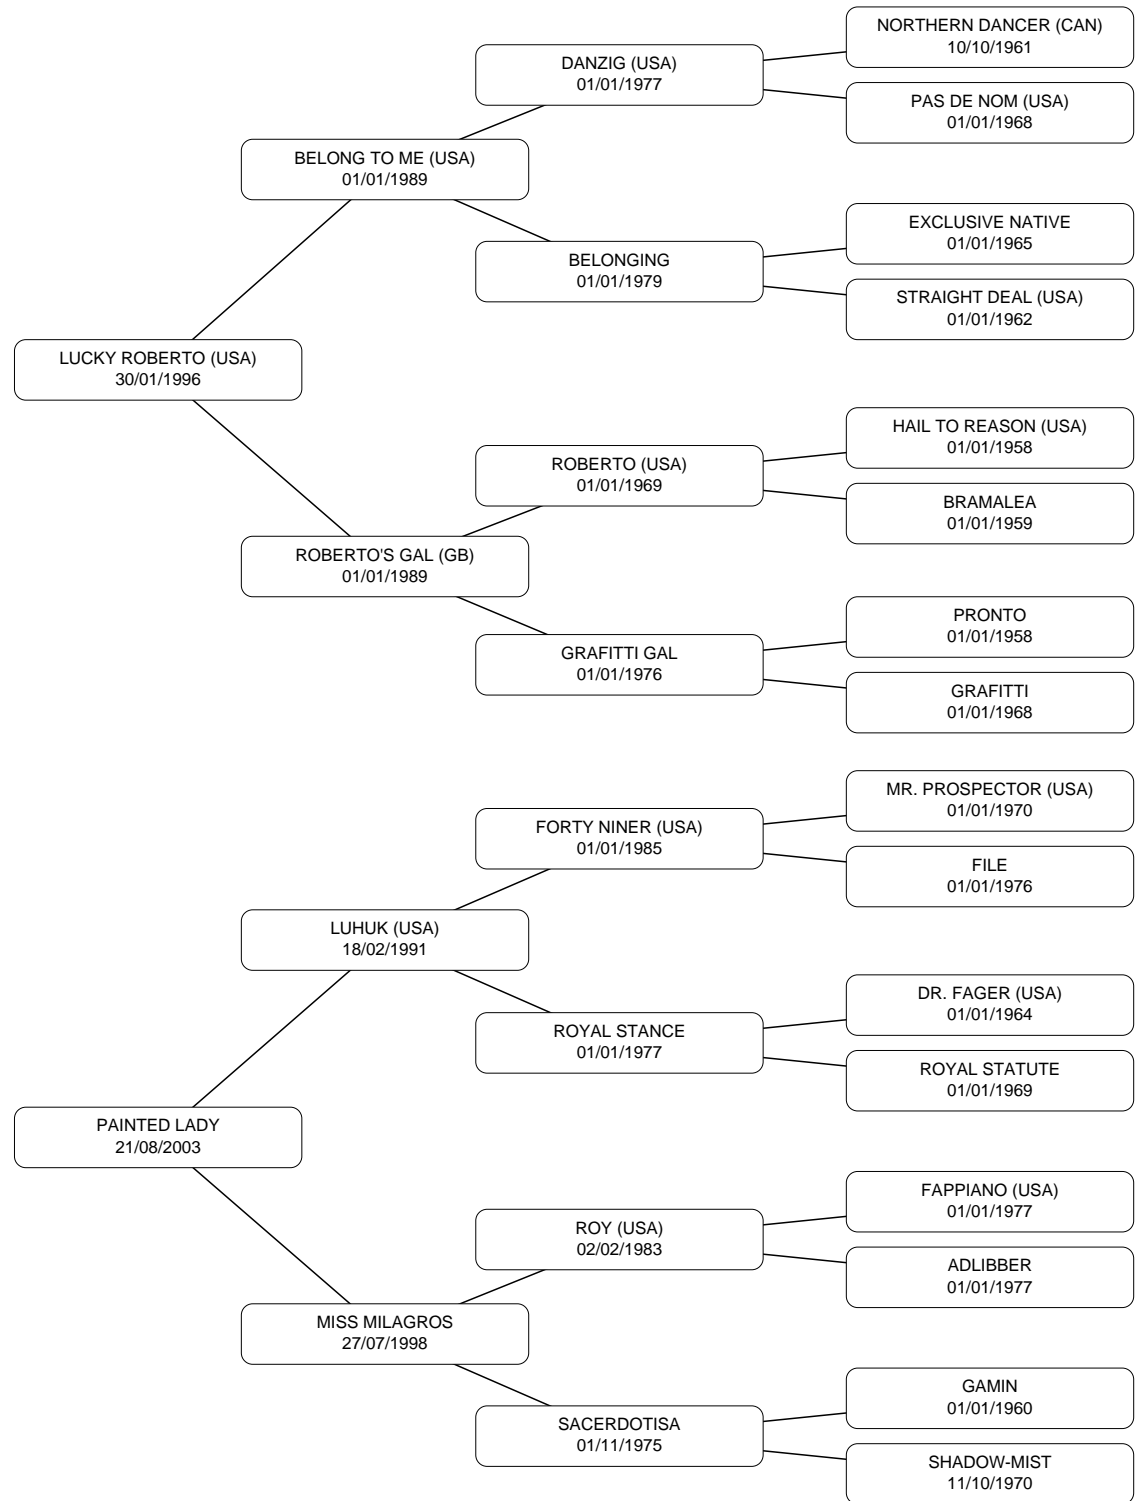 NORTHERN DANCER (CAN)
10/10/1961
DANZIG (USA)
01/01/1977
PAS DE NOM (USA)
01/01/1968
BELONG TO ME (USA)
01/01/1989
EXCLUSIVE NATIVE
01/01/1965
BELONGING
01/01/1979
STRAIGHT DEAL (USA)
01/01/1962
LUCKY ROBERTO (USA)
30/01/1996
HAIL TO REASON (USA)
01/01/1958
ROBERTO (USA)
01/01/1969
BRAMALEA
01/01/1959
ROBERTO'S GAL (GB)
01/01/1989
PRONTO
01/01/1958
GRAFITTI GAL
01/01/1976
GRAFITTI
01/01/1968
MR. PROSPECTOR (USA)
01/01/1970
FORTY NINER (USA)
01/01/1985
FILE
01/01/1976
LUHUK (USA)
18/02/1991
DR. FAGER (USA)
01/01/1964
ROYAL STANCE
01/01/1977
ROYAL STATUTE
01/01/1969
PAINTED LADY
21/08/2003
FAPPIANO (USA)
01/01/1977
ROY (USA)
02/02/1983
ADLIBBER
01/01/1977
MISS MILAGROS
27/07/1998
GAMIN
01/01/1960
SACERDOTISA
01/11/1975
SHADOW-MIST
11/10/1970